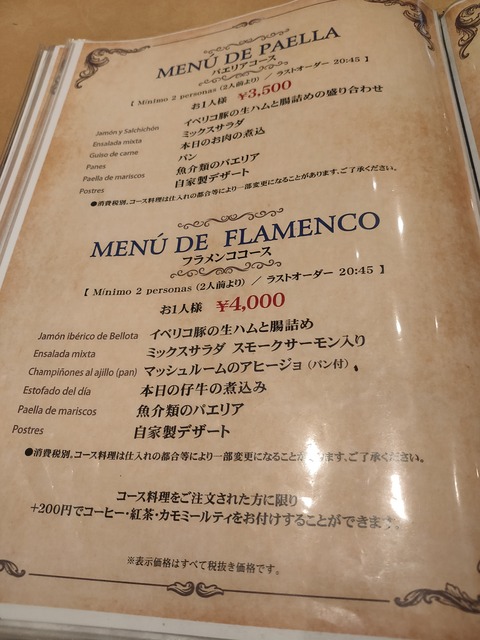 MENÚ DE PAELLA
パエリアコース
【 Mínimo 2 personas (2人前より) / ラストオーダー 20:45 】
お1人様 ¥3,500
Jamón y Salchichón イベリコ豚の生ハムと腸詰めの盛り合わせ
Ensalada mixta ミックスサラダ
Guiso de carne 本日のお肉の煮込
Panes パン
Paella de mariscos 魚介類のパエリア
Postres 自家製デザート
●消費税別。コース料理は仕入れの都合等により一部変更になることがあります、ご了承ください。
MENÚ DE FLAMENCO
フラメンココース
【 Mínimo 2 personas (2人前より) / ラストオーダー 20:45 】
お1人様 ¥4,000
Jamón ibérico de Bellota イベリコ豚の生ハムと腸詰め
Ensalada mixta ミックスサラダ スモークサーモン入り
Champiñones al ajillo (pan) マッシュルームのアヒージョ (パン付)
Estofado del día 本日の仔牛の煮込み
Paella de mariscos 魚介類のパエリア
Postres 自家製デザート
●消費税別。コース料理は仕入れの都合等により一部変更になることがあります、ご了承ください。
コース料理をご注文された方に限り
+200円でコーヒー・紅茶・カモミールティをお付けすることができます。
※表示価格はすべて税抜き価格です。